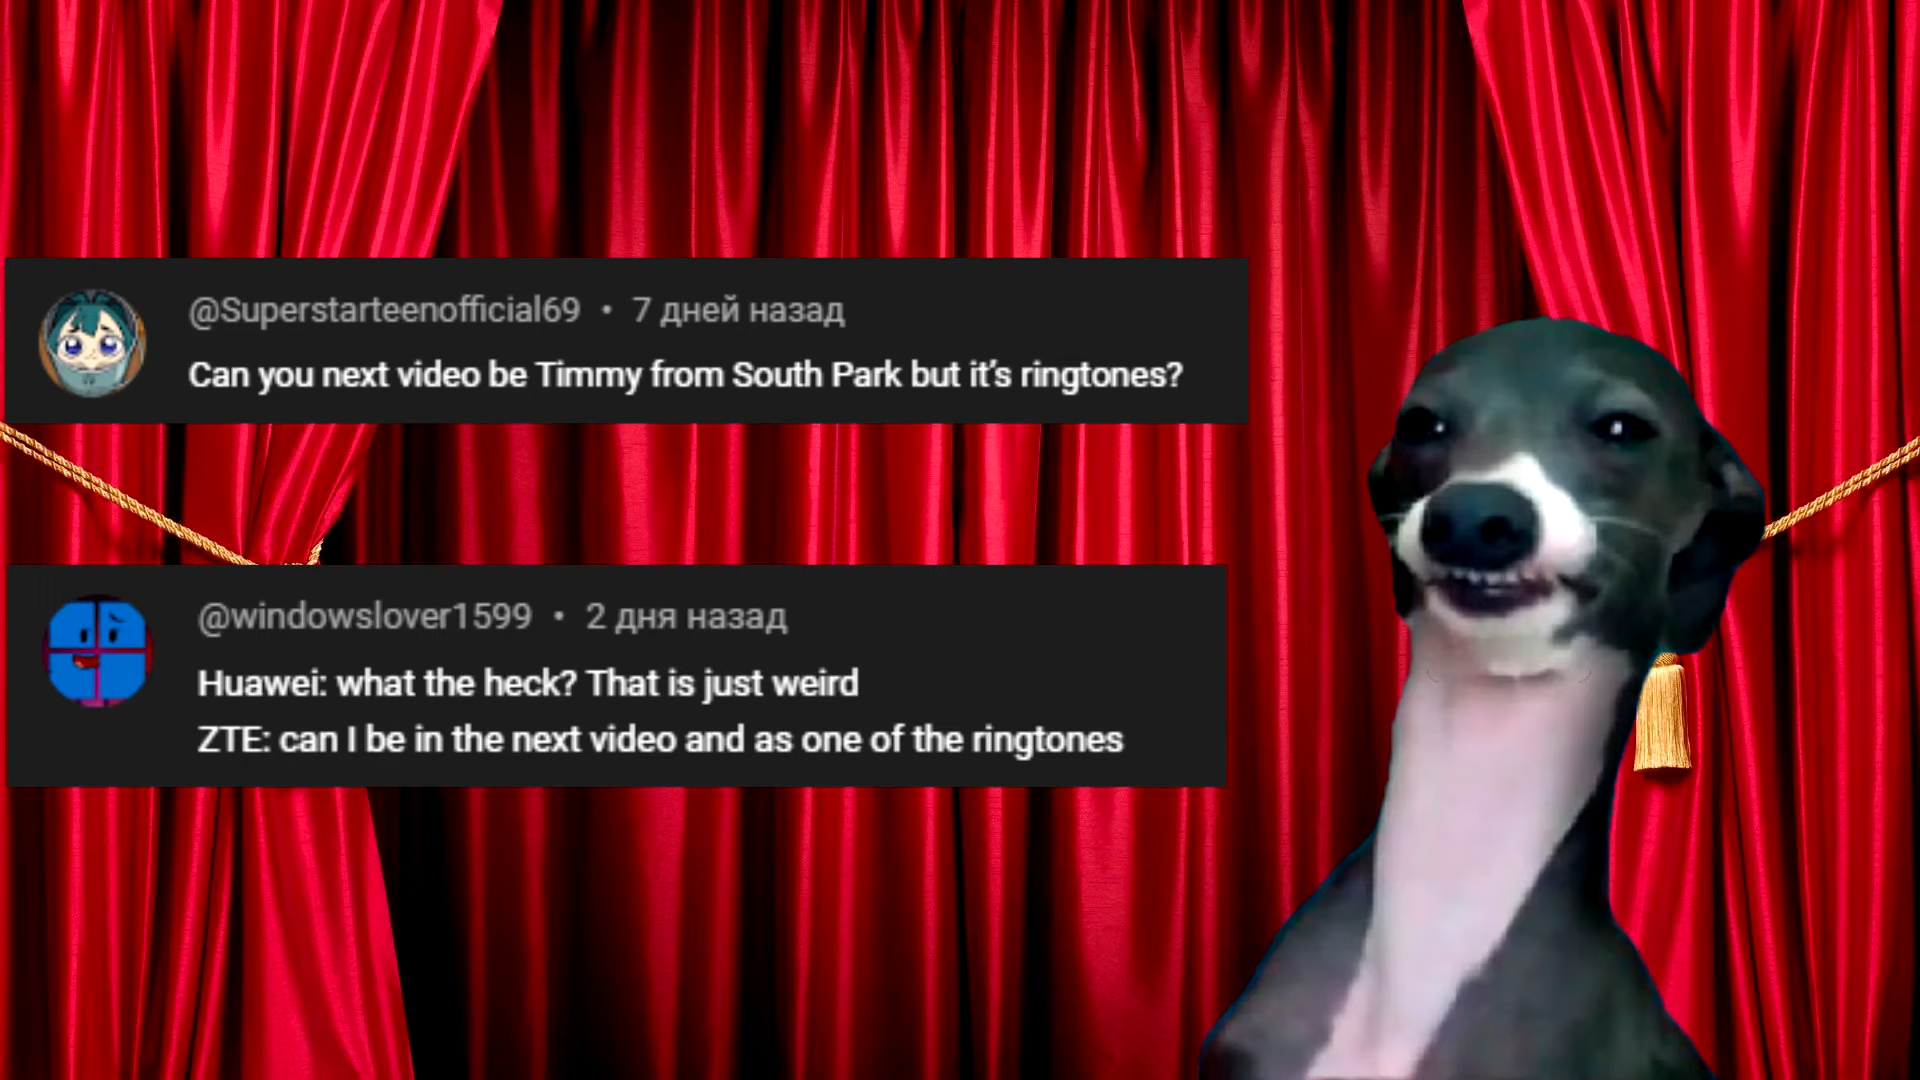 @Superstarteenofficial69 • 7 дней назад
Can you next video be Timmy from South Park but it's ringtones?
@windowslover1599 • 2 дня назад
Huawei: what the heck? That is just weird
ZTE: can I be in the next video and as one of the ringtones